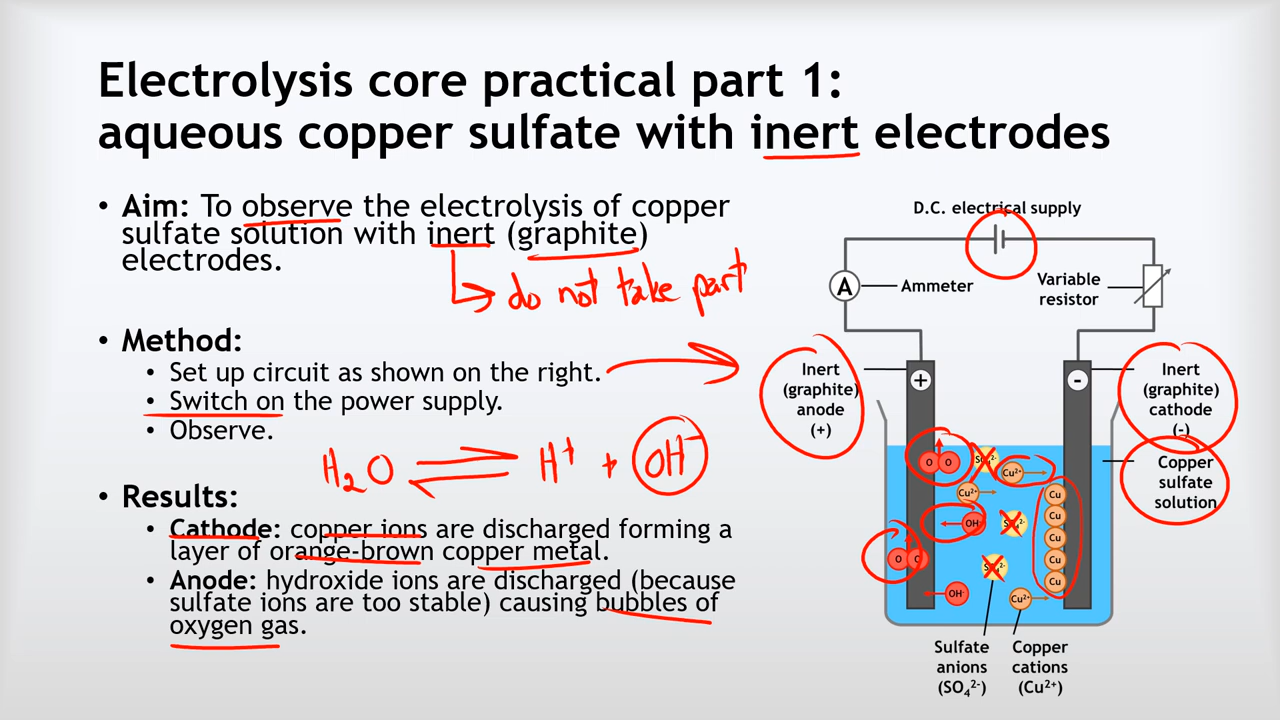 Electrolysis core practical part 1:
aqueous copper sulfate with inert electrodes
• Aim: To observe the electrolysis of copper
sulfate solution with inert (graphite)
electrodes.
do not take part
• Method:
• Set up circuit as shown on the right.
• Switch on the power supply.
• Observe.
H₂O ⇌ H⁺ + OH⁻
• Results:
• Cathode: copper ions are discharged forming a
layer of orange-brown copper metal.
• Anode: hydroxide ions are discharged (because
sulfate ions are too stable) causing bubbles of
oxygen gas.
D.C. electrical supply
A
Ammeter
Variable
resistor
Inert
(graphite)
anode
(+)
+
-
Inert
(graphite)
cathode
(-)
Copper
sulfate
solution
O O
SO₄²⁻
Cu²⁺
Cu²⁺
Cu
Cu
OH⁻
SO₄²⁻
Cu
O O
Cu
SO₄²⁻
Cu
OH⁻
Cu²⁺
Sulfate
anions
(SO₄²⁻)
Copper
cations
(Cu²⁺)